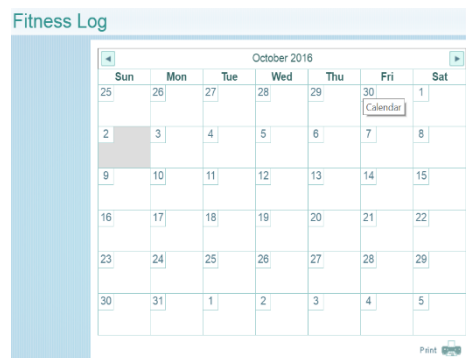 Fitness Log
October 2016
Sun Mon Tue Wed Thu Fri Sat
25 26 27 28 29 30 1
Calendar
2 3 4 5 6 7 8
9 10 11 12 13 14 15
16 17 18 19 20 21 22
23 24 25 26 27 28 29
30 31 1 2 3 4 5
Print